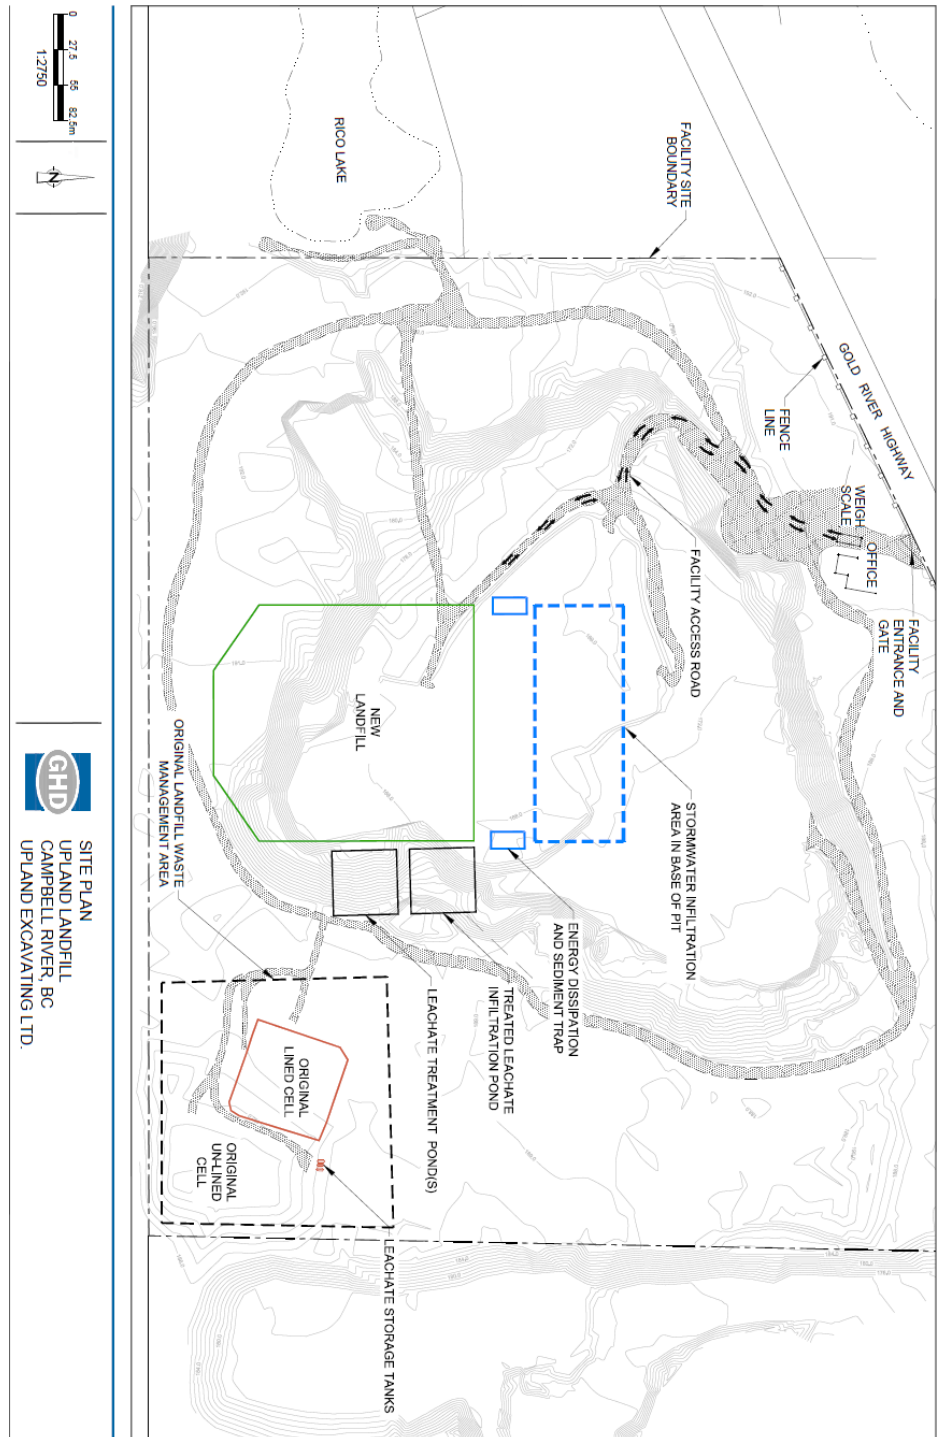 GOLD RIVER HIGHWAY
FENCE
LINE
WEIGH
SCALE
OFFICE
FACILITY
ENTRANCE AND
GATE
FACILITY SITE
BOUNDARY
FACILITY ACCESS ROAD
STORMWATER INFILTRATION
AREA IN BASE OF PIT
ENERGY DISSIPATION
AND SEDIMENT TRAP
TREATED LEACHATE
INFILTRATION POND
LEACHATE TREATMENT POND(S)
LEACHATE STORAGE TANKS
RICO LAKE
NEW
LANDFILL
ORIGINAL LANDFILL WASTE
MANAGEMENT AREA
ORIGINAL
LINED CELL
ORIGINAL
UN-LINED
CELL
0 27.5 55 82.5m
1:2750
N
GHD
SITE PLAN
UPLAND LANDFILL
CAMPBELL RIVER, BC
UPLAND EXCAVATING LTD.